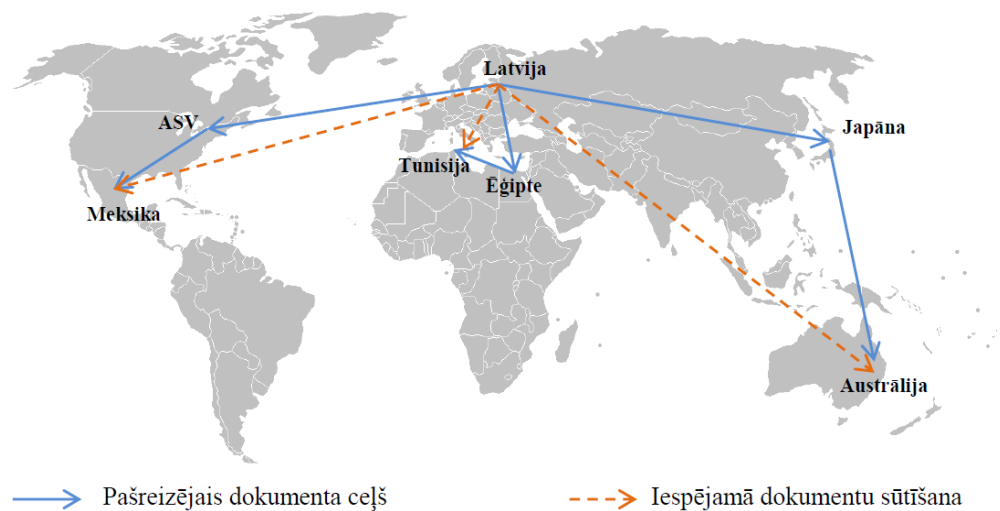 Latvija
ASV
Japāna
Tunisija
Ēģipte
Meksika
Austrālija
Pašreizējais dokumenta ceļš
Iespējamā dokumentu sūtīšana